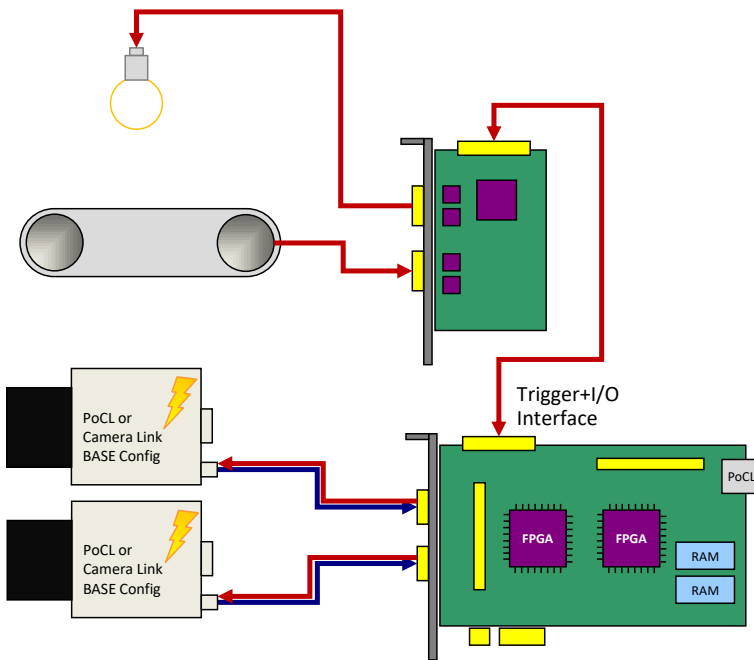 Trigger+I/O
Interface
PoCL or
Camera Link
BASE Config
PoCL
FPGA
FPGA
RAM
RAM
PoCL or
Camera Link
BASE Config